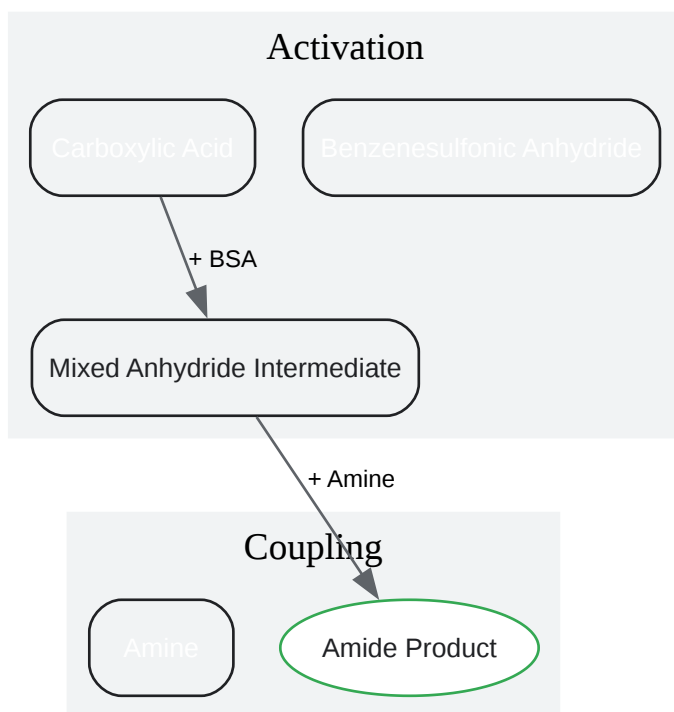 Activation
Carboxylic Acid
Benzenesulfonic Anhydride
+ BSA
Mixed Anhydride Intermediate
+ Amine
Coupling
Amine
Amide Product